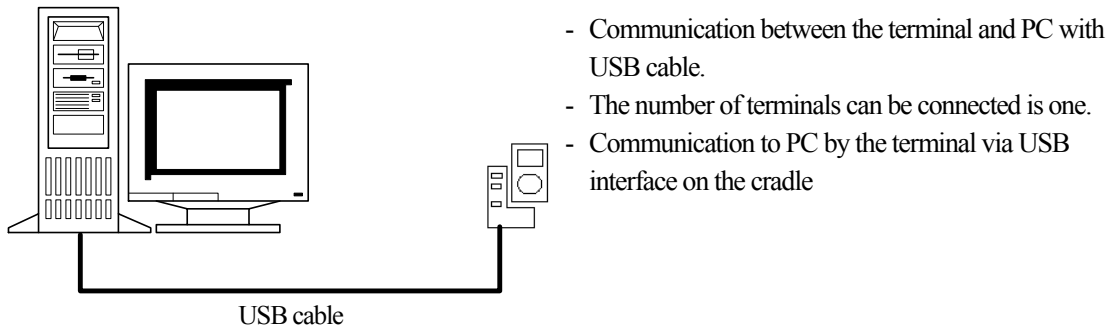 - Communication between the terminal and PC with
USB cable.
- The number of terminals can be connected is one.
- Communication to PC by the terminal via USB
interface on the cradle
USB cable